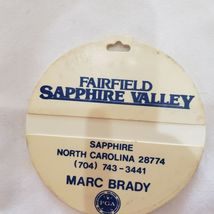 FAIRFIELD
SAPPHIRE VALLEY
SAPPHIRE
NORTH CAROLINA 28774
(704) 743-3441
MARC BRADY
PGA